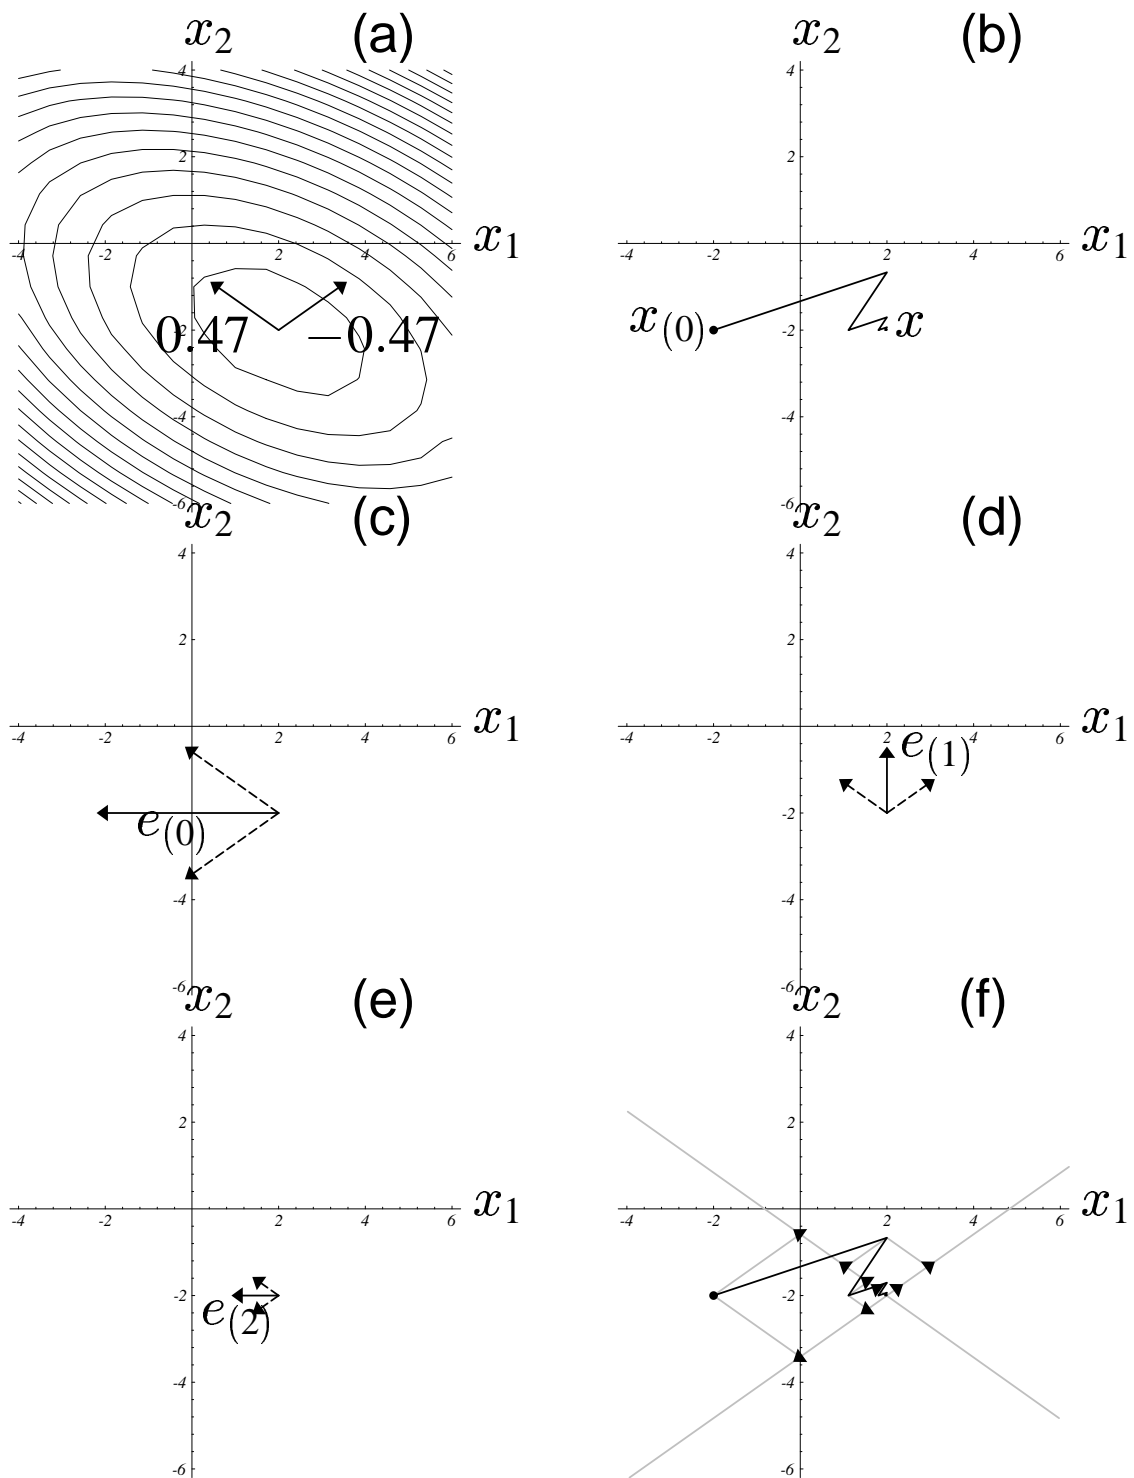 x₂ (a) x₂ (b)
4 4
2 2
-4 -2 2 4 6 x₁ -4 -2 2 4 6 x₁
0.47 -2 −0.47 x₍₀₎ -2 x
-4 -4
-6 -6
x₂ (c) x₂ (d)
4 4
2 2
-4 -2 2 4 6 x₁ -4 -2 2 4 6 x₁
e₍₁₎
e₍₀₎ -2
-4 -4
-6 -6
x₂ (e) x₂ (f)
4 4
2 2
-4 -2 2 4 6 x₁ -4 -2 2 4 6 x₁
-2 -2
e₍₂₎
-4 -4
-6 -6